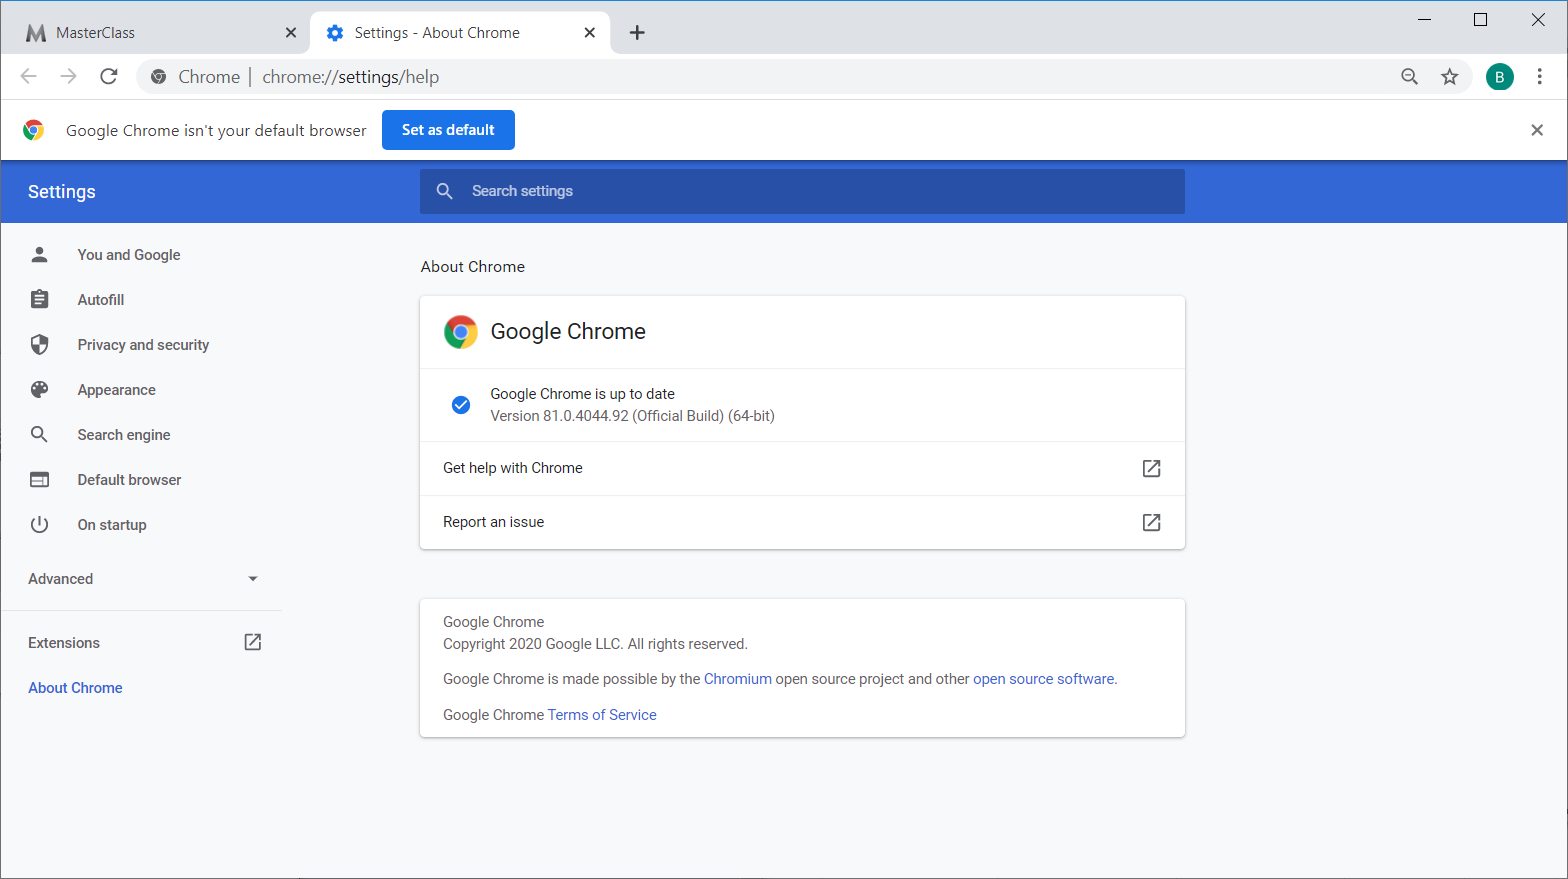 MasterClass
Settings - About Chrome
Chrome | chrome://settings/help
B
Google Chrome isn't your default browser
Set as default
Settings
Search settings
You and Google
Autofill
Privacy and security
Appearance
Search engine
Default browser
On startup
Advanced
Extensions
About Chrome
About Chrome
Google Chrome
Google Chrome is up to date
Version 81.0.4044.92 (Official Build) (64-bit)
Get help with Chrome
Report an issue
Google Chrome
Copyright 2020 Google LLC. All rights reserved.
Google Chrome is made possible by the Chromium open source project and other open source software.
Google Chrome Terms of Service